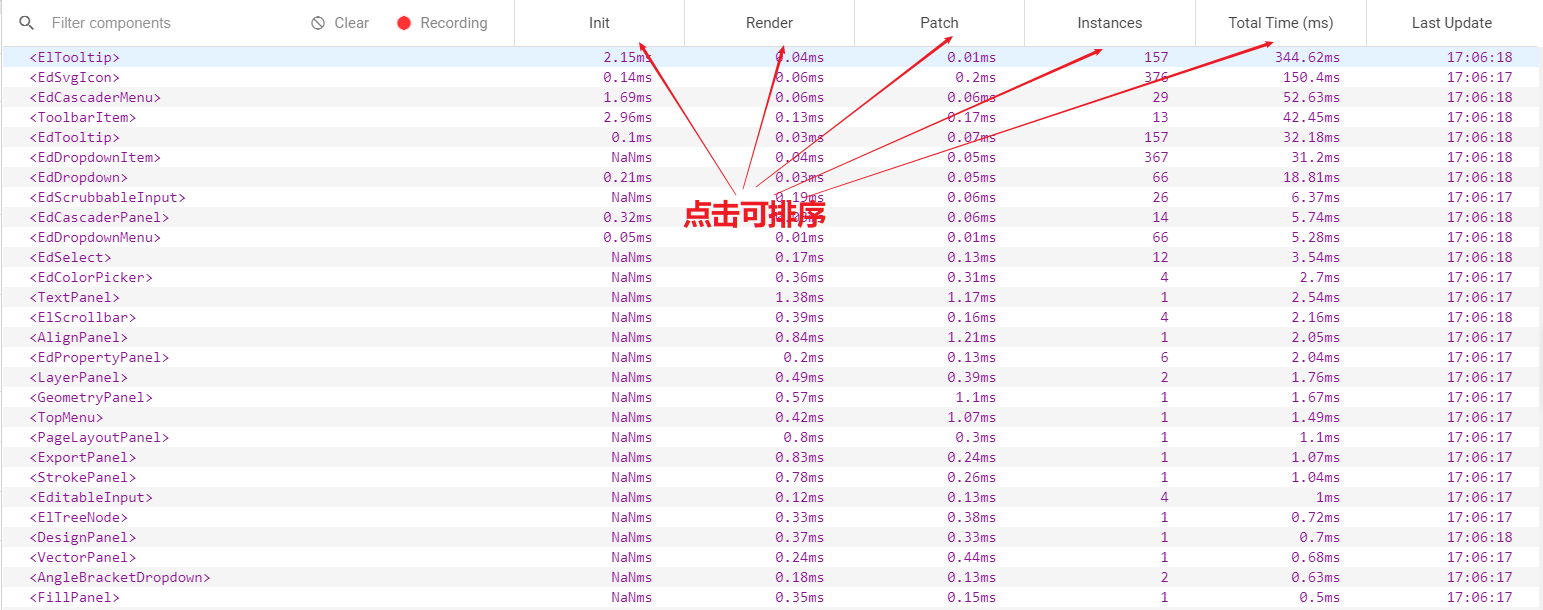 Filter components Clear Recording Init Render Patch Instances Total Time (ms) Last Update
<ElTooltip> 2.15ms 0.04ms 0.01ms 157 344.62ms 17:06:18
<EdSvgIcon> 0.14ms 0.06ms 0.2ms 376 150.4ms 17:06:18
<EdCascaderMenu> 1.69ms 0.06ms 0.06ms 29 52.63ms 17:06:18
<ToolbarItem> 2.96ms 0.13ms 0.17ms 13 42.45ms 17:06:18
<EdTooltip> 0.1ms 0.03ms 0.07ms 157 32.18ms 17:06:18
<EdDropdownItem> NaNms 0.04ms 0.05ms 367 31.2ms 17:06:18
<EdDropdown> 0.21ms 0.03ms 0.05ms 66 18.81ms 17:06:18
<EdScrubbableInput> NaNms 0.19ms 0.06ms 26 6.37ms 17:06:17
<EdCascaderPanel> 0.32ms 0.06ms 14 5.74ms 17:06:18
点击可排序
<EdDropdownMenu> 0.05ms 0.01ms 0.01ms 66 5.28ms 17:06:18
<EdSelect> NaNms 0.17ms 0.13ms 12 3.54ms 17:06:18
<EdColorPicker> NaNms 0.36ms 0.31ms 4 2.7ms 17:06:17
<TextPanel> NaNms 1.38ms 1.17ms 1 2.54ms 17:06:17
<ElScrollbar> NaNms 0.39ms 0.16ms 4 2.16ms 17:06:18
<AlignPanel> NaNms 0.84ms 1.21ms 1 2.05ms 17:06:17
<EdPropertyPanel> NaNms 0.2ms 0.13ms 6 2.04ms 17:06:17
<LayerPanel> NaNms 0.49ms 0.39ms 2 1.76ms 17:06:17
<GeometryPanel> NaNms 0.57ms 1.1ms 1 1.67ms 17:06:17
<TopMenu> NaNms 0.42ms 1.07ms 1 1.49ms 17:06:17
<PageLayoutPanel> NaNms 0.8ms 0.3ms 1 1.1ms 17:06:17
<ExportPanel> NaNms 0.83ms 0.24ms 1 1.07ms 17:06:17
<StrokePanel> NaNms 0.78ms 0.26ms 1 1.04ms 17:06:17
<EditableInput> NaNms 0.12ms 0.13ms 4 1ms 17:06:17
<ElTreeNode> NaNms 0.33ms 0.38ms 1 0.72ms 17:06:17
<DesignPanel> NaNms 0.37ms 0.33ms 1 0.7ms 17:06:18
<VectorPanel> NaNms 0.24ms 0.44ms 1 0.68ms 17:06:17
<AngleBracketDropdown> NaNms 0.18ms 0.13ms 2 0.63ms 17:06:17
<FillPanel> NaNms 0.35ms 0.15ms 1 0.5ms 17:06:17